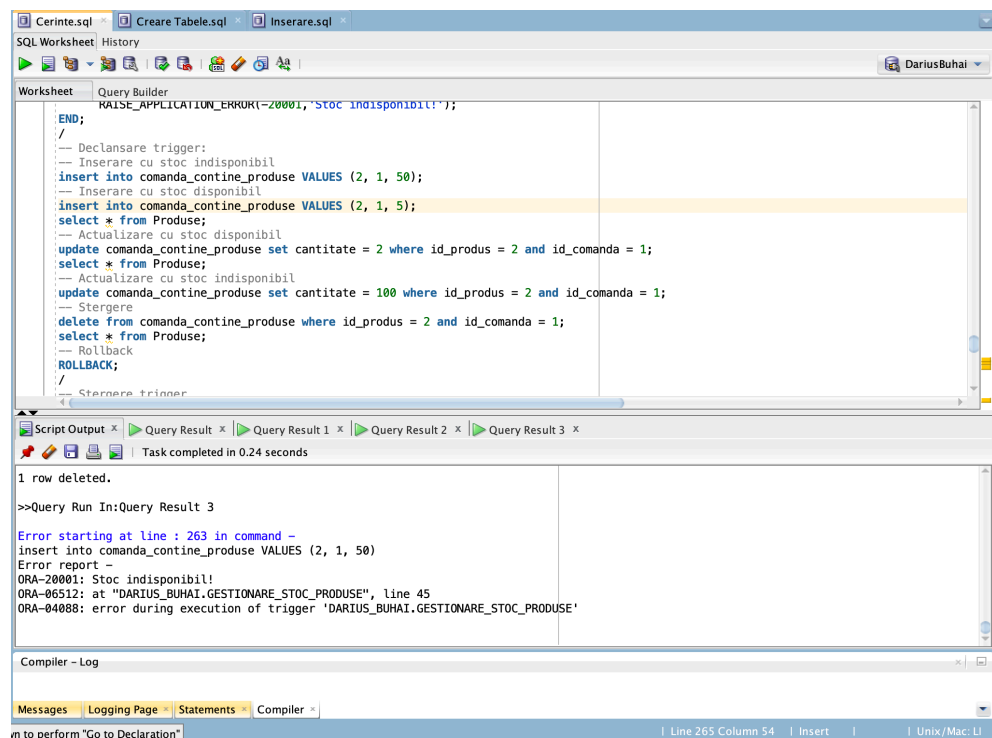 Cerinte.sql Creare Tabele.sql Inserare.sql
SQL Worksheet History
DariusBuhai
Worksheet Query Builder
RAISE_APPLICATION_ERROR(-20001,'Stoc indisponibil!');
END;
/
-- Declansare trigger:
-- Inserare cu stoc indisponibil
insert into comanda_contine_produse VALUES (2, 1, 50);
-- Inserare cu stoc disponibil
insert into comanda_contine_produse VALUES (2, 1, 5);
select * from Produse;
-- Actualizare cu stoc disponibil
update comanda_contine_produse set cantitate = 2 where id_produs = 2 and id_comanda = 1;
select * from Produse;
-- Actualizare cu stoc indisponibil
update comanda_contine_produse set cantitate = 100 where id_produs = 2 and id_comanda = 1;
-- Stergere
delete from comanda_contine_produse where id_produs = 2 and id_comanda = 1;
select * from Produse;
-- Rollback
ROLLBACK;
/
-- Stergere trigger
Script Output x Query Result x Query Result 1 x Query Result 2 x Query Result 3 x
Task completed in 0.24 seconds
1 row deleted.
>>Query Run In:Query Result 3
Error starting at line : 263 in command -
insert into comanda_contine_produse VALUES (2, 1, 50)
Error report -
ORA-20001: Stoc indisponibil!
ORA-06512: at "DARIUS_BUHAI.GESTIONARE_STOC_PRODUSE", line 45
ORA-04088: error during execution of trigger 'DARIUS_BUHAI.GESTIONARE_STOC_PRODUSE'
Compiler - Log
Messages Logging Page Statements Compiler
to perform "Go to Declaration" | Line 265 Column 54 | Insert | | Unix/Mac: LI